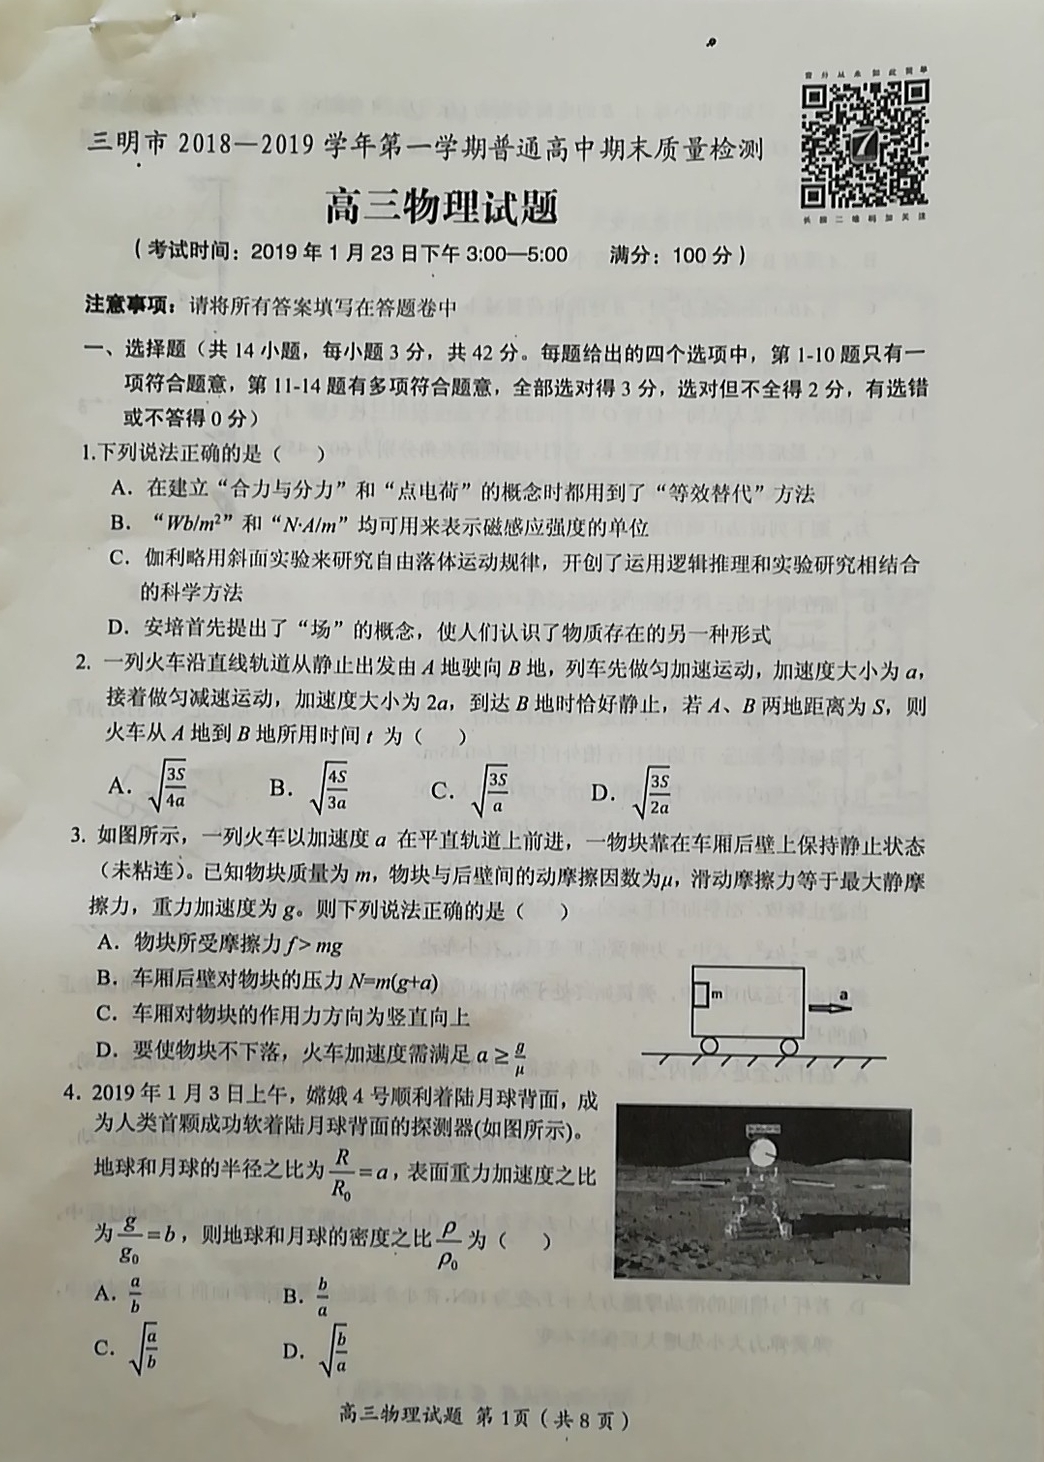 音分从未如此简单
三明市 2018—2019 学年第一学期普通高中期末质量检测
7
长按二维码加关注
高三物理试题
（考试时间：2019 年 1 月 23 日下午 3:00—5:00　　满分：100 分）
注意事项：请将所有答案填写在答题卷中
一、选择题（共 14 小题，每小题 3 分，共 42 分。每题给出的四个选项中，第 1-10 题只有一
项符合题意，第 11-14 题有多项符合题意，全部选对得 3 分，选对但不全得 2 分，有选错
或不答得 0 分）
1.下列说法正确的是（　　）
A．在建立“合力与分力”和“点电荷”的概念时都用到了“等效替代”方法
B．“Wb/m²”和“N·A/m”均可用来表示磁感应强度的单位
C．伽利略用斜面实验来研究自由落体运动规律，开创了运用逻辑推理和实验研究相结合
的科学方法
D．安培首先提出了“场”的概念，使人们认识了物质存在的另一种形式
2. 一列火车沿直线轨道从静止出发由 A 地驶向 B 地，列车先做匀加速运动，加速度大小为 a，
接着做匀减速运动，加速度大小为 2a，到达 B 地时恰好静止，若 A、B 两地距离为 S，则
火车从 A 地到 B 地所用时间 t 为（　　）
A．√(3S/4a)　B．√(4S/3a)　C．√(3S/a)　D．√(3S/2a)
3. 如图所示，一列火车以加速度 a 在平直轨道上前进，一物块靠在车厢后壁上保持静止状态
（未粘连）。已知物块质量为 m，物块与后壁间的动摩擦因数为μ，滑动摩擦力等于最大静摩
擦力，重力加速度为 g。则下列说法正确的是（　　）
A．物块所受摩擦力 f> mg
B．车厢后壁对物块的压力 N=m(g+a)
C．车厢对物块的作用力方向为竖直向上
D．要使物块不下落，火车加速度需满足 a ≥ g/μ
m
a
4. 2019 年 1 月 3 日上午，嫦娥 4 号顺利着陆月球背面，成
为人类首颗成功软着陆月球背面的探测器(如图所示)。
地球和月球的半径之比为 R/R₀ = a，表面重力加速度之比
为 g/g₀ = b，则地球和月球的密度之比 ρ/ρ₀ 为（　　）
A．a/b　B．b/a
C．√(a/b)　D．√(b/a)
高三物理试题 第 1页（共 8 页）